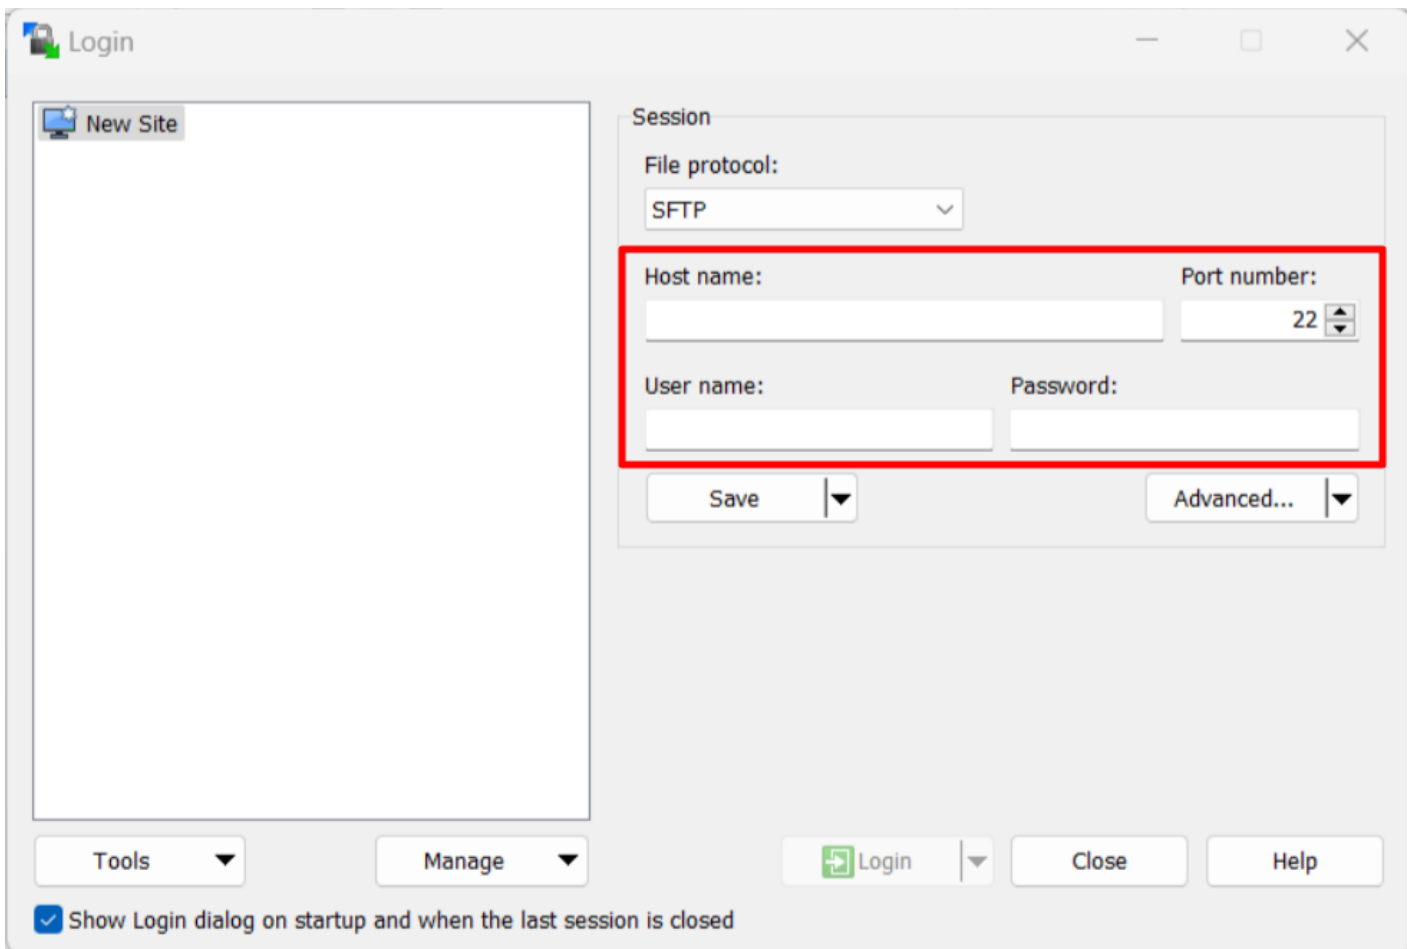 Login
New Site
Session
File protocol:
SFTP
Host name:
Port number:
22
User name:
Password:
Save
Advanced...
Tools
Manage
Login
Close
Help
Show Login dialog on startup and when the last session is closed